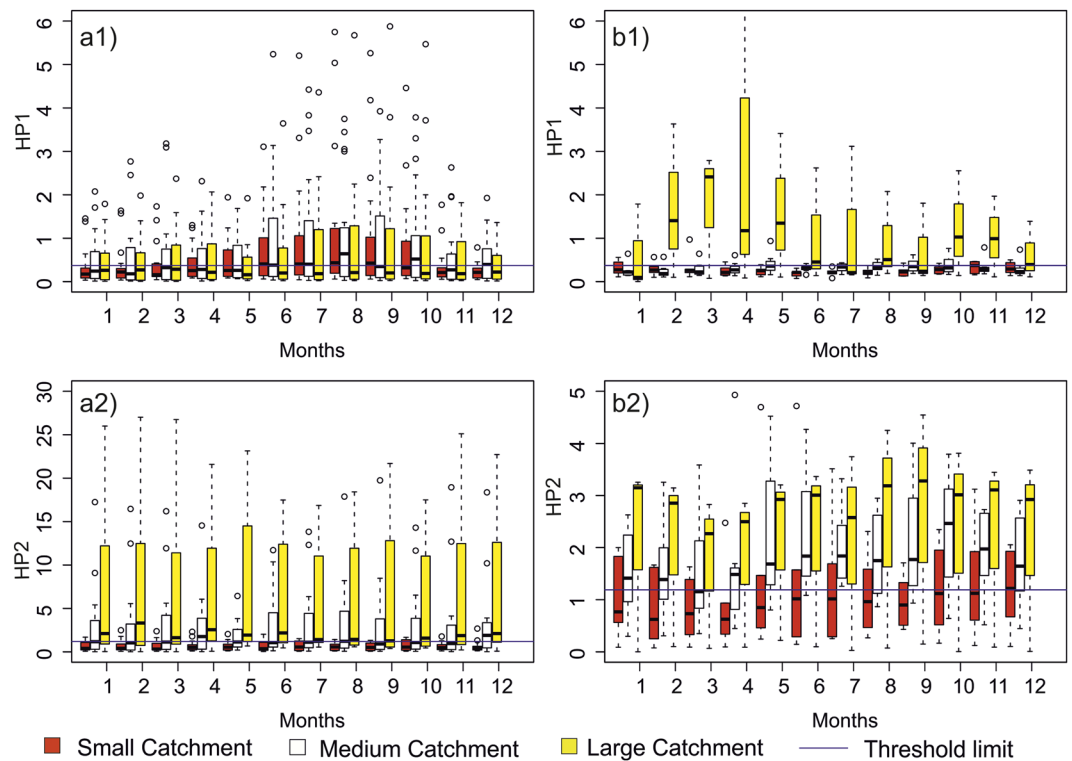 a1)
HP1
6
5
4
3
2
1
0
1 2 3 4 5 6 7 8 9 10 11 12
Months
b1)
HP1
6
5
4
3
2
1
0
1 2 3 4 5 6 7 8 9 10 11 12
Months
a2)
HP2
30
25
20
15
10
5
0
1 2 3 4 5 6 7 8 9 10 11 12
Months
b2)
HP2
5
4
3
2
1
0
1 2 3 4 5 6 7 8 9 10 11 12
Months
Small Catchment Medium Catchment Large Catchment Threshold limit